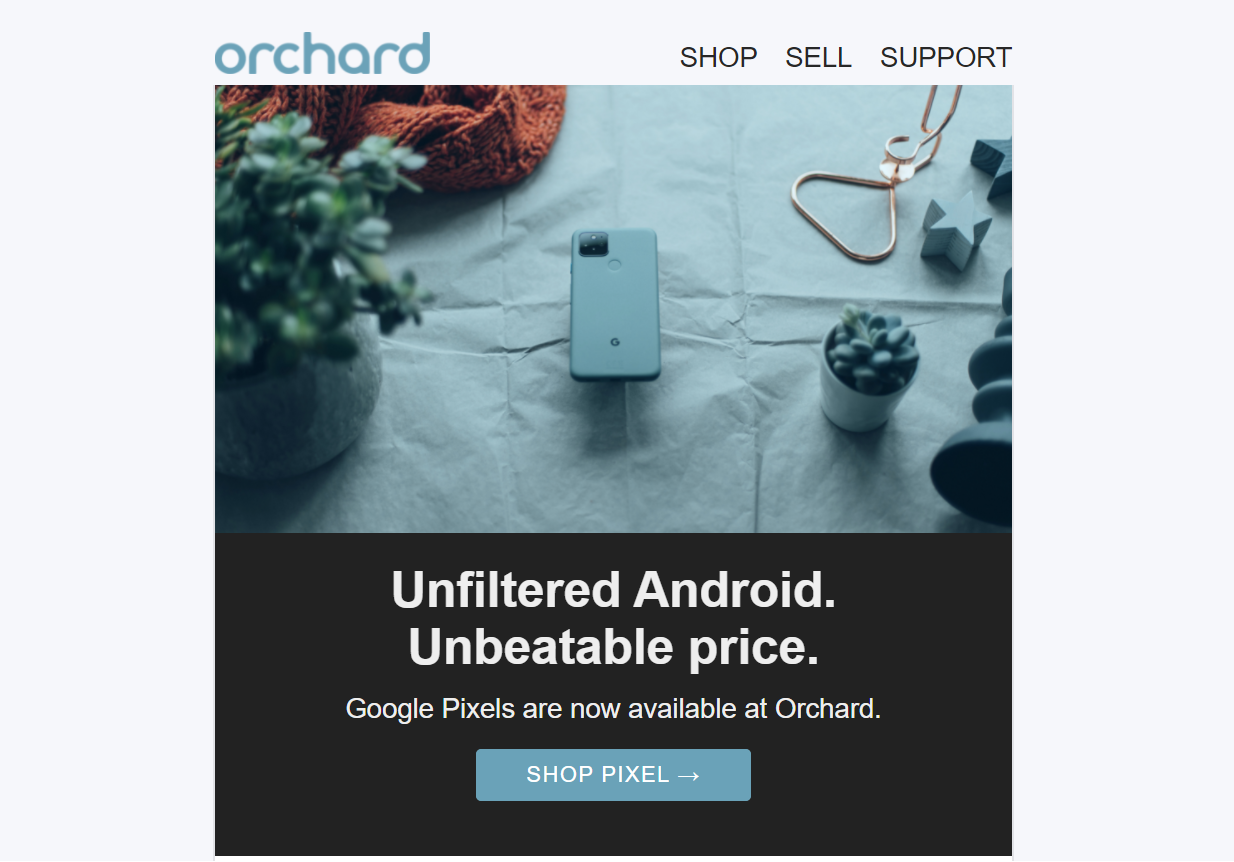 orchard
SHOP SELL SUPPORT
G
Unfiltered Android.
Unbeatable price.
Google Pixels are now available at Orchard.
SHOP PIXEL →